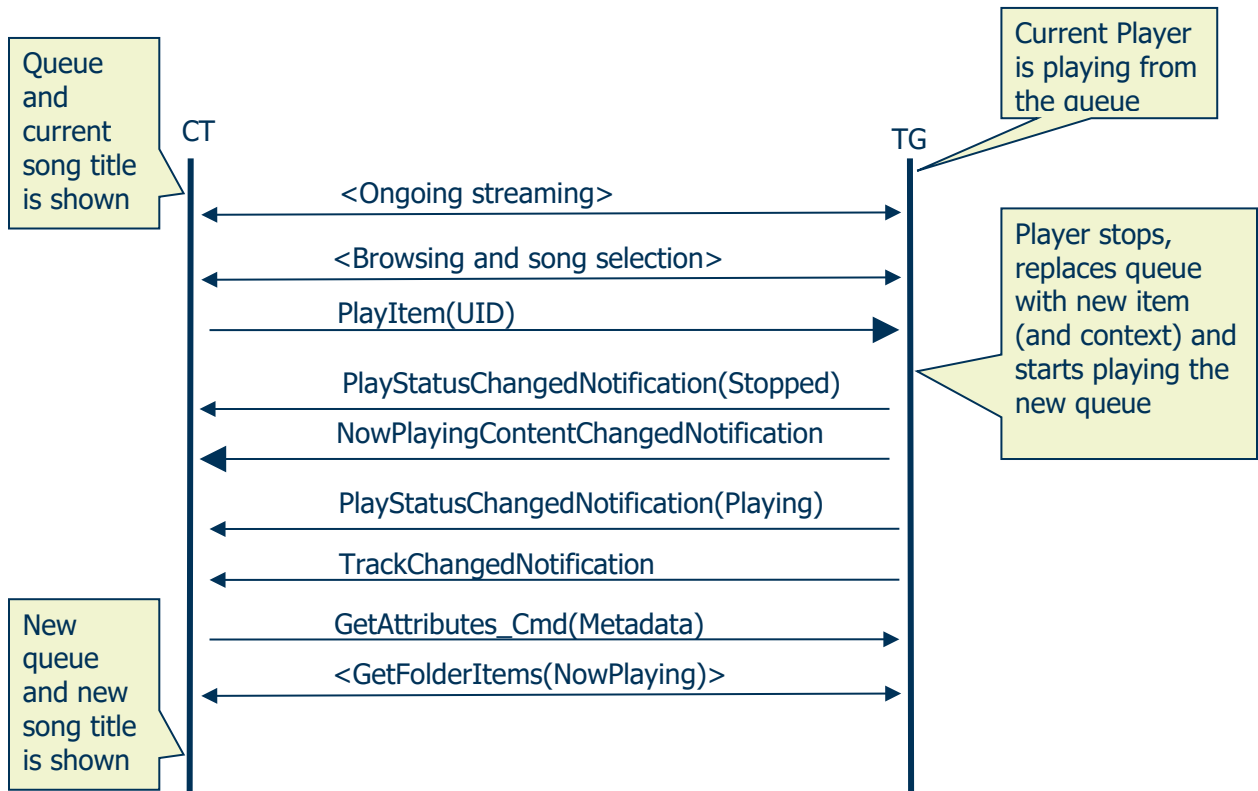 Current Player
is playing from
the queue
Queue
and
current
song title
is shown
CT
TG
<Ongoing streaming>
<Browsing and song selection>
PlayItem(UID)
Player stops,
replaces queue
with new item
(and context) and
starts playing the
new queue
PlayStatusChangedNotification(Stopped)
NowPlayingContentChangedNotification
PlayStatusChangedNotification(Playing)
TrackChangedNotification
GetAttributes_Cmd(Metadata)
<GetFolderItems(NowPlaying)>
New
queue
and new
song title
is shown